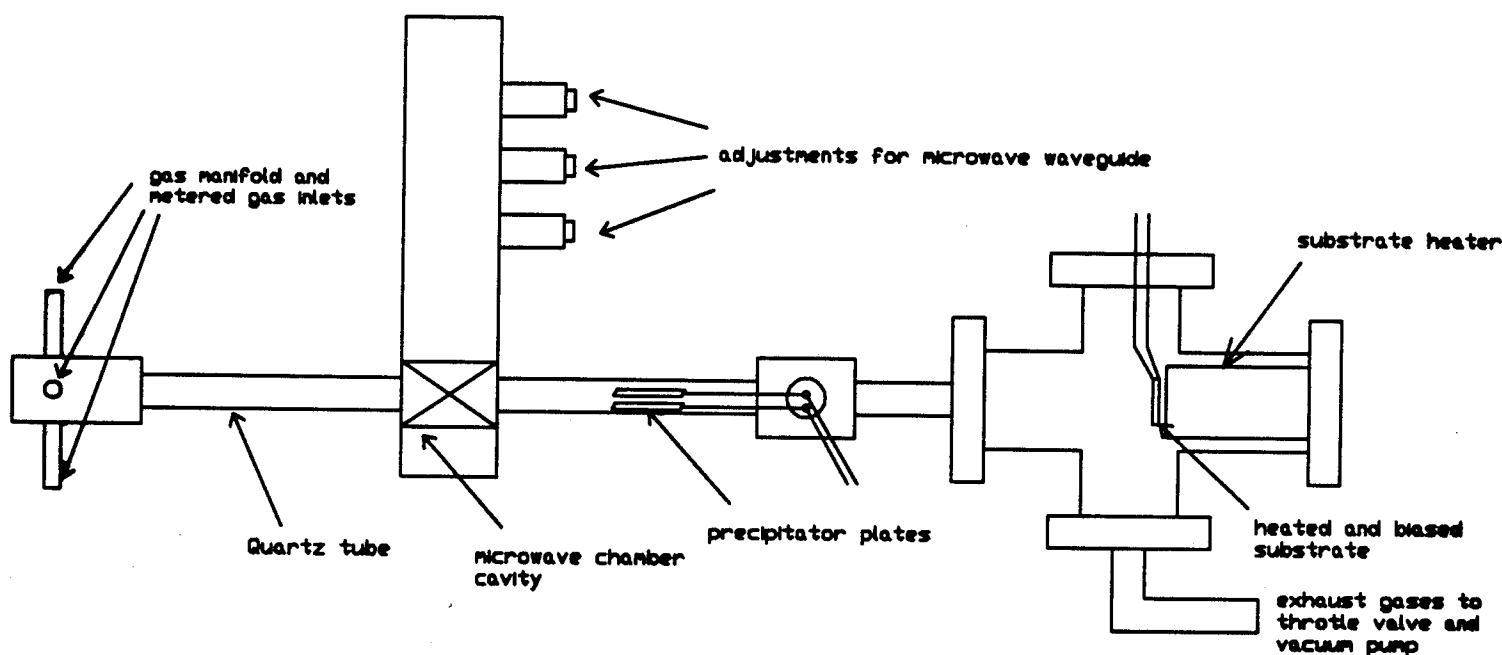 adjustments for microwave waveguide
gas manifold and
metered gas inlets
substrate heater
Quartz tube
microwave chamber
cavity
precipitator plates
heated and biased
substrate
exhaust gases to
throtle valve and
vacuum pump